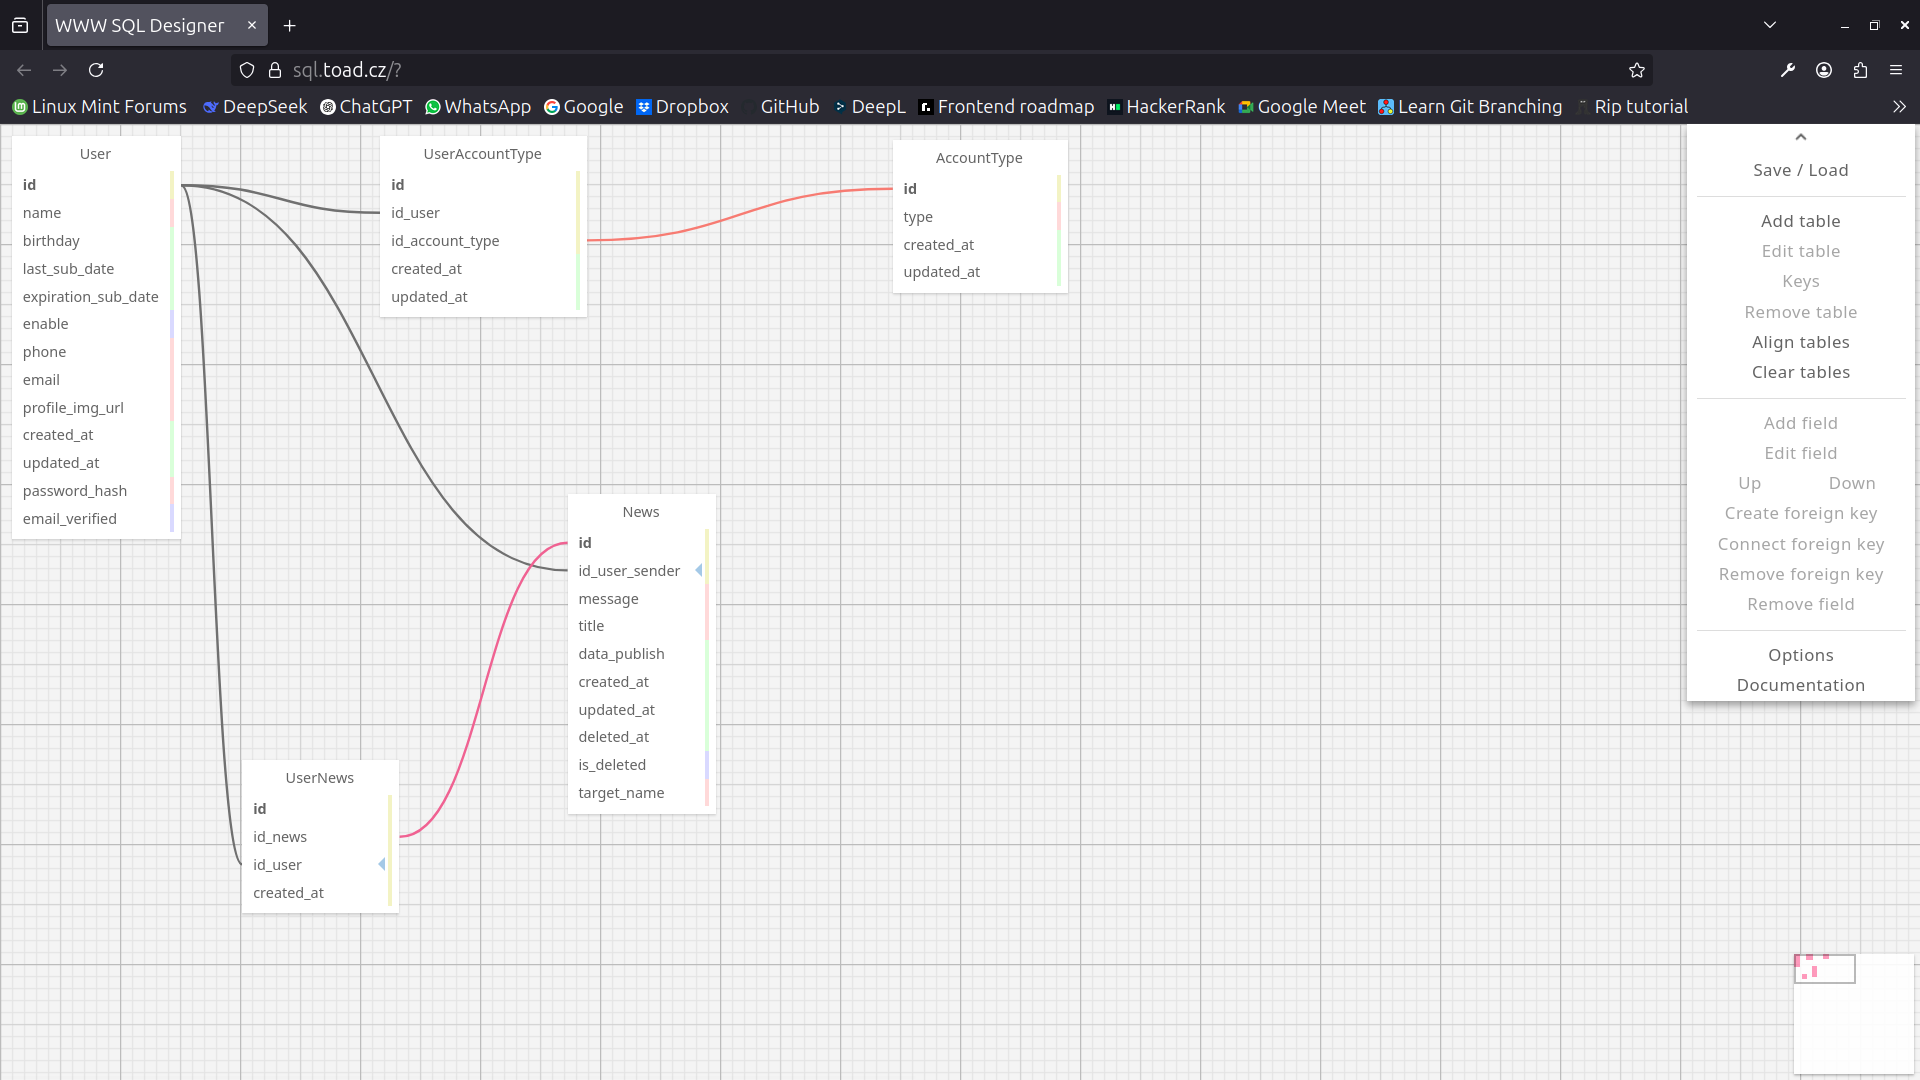 WWW SQL Designer
sql.toad.cz/?
Linux Mint Forums DeepSeek ChatGPT WhatsApp Google Dropbox GitHub DeepL Frontend roadmap HackerRank Google Meet Learn Git Branching Rip tutorial
User
id
name
birthday
last_sub_date
expiration_sub_date
enable
phone
email
profile_img_url
created_at
updated_at
password_hash
email_verified
UserAccountType
id
id_user
id_account_type
created_at
updated_at
AccountType
id
type
created_at
updated_at
News
id
id_user_sender
message
title
data_publish
created_at
updated_at
deleted_at
is_deleted
target_name
UserNews
id
id_news
id_user
created_at
Save / Load
Add table
Edit table
Keys
Remove table
Align tables
Clear tables
Add field
Edit field
Up Down
Create foreign key
Connect foreign key
Remove foreign key
Remove field
Options
Documentation